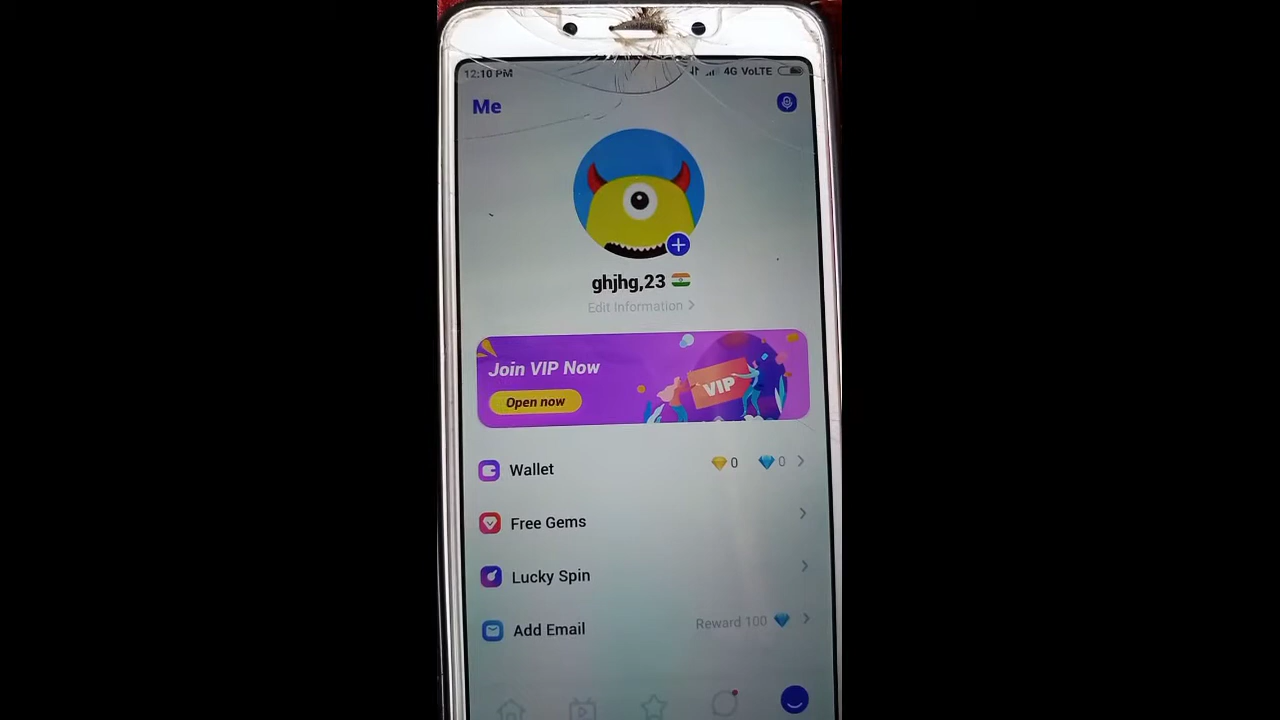 12:10 PM 4G VoLTE
Me
ghjhg,23
Edit Information
Join VIP Now
Open now
VIP
Wallet 0 0
Free Gems
Lucky Spin
Add Email Reward 100